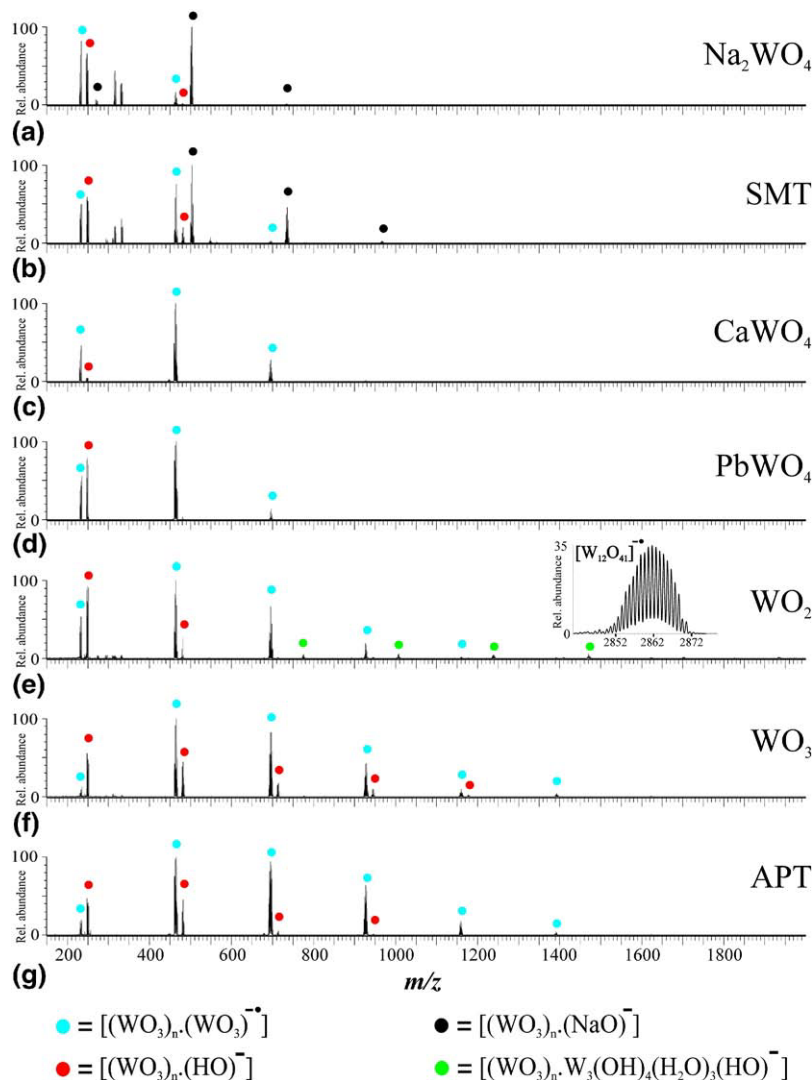 100
Rel. abundance
Na₂WO₄
0
(a)
100
Rel. abundance
SMT
0
(b)
100
Rel. abundance
CaWO₄
0
(c)
100
Rel. abundance
PbWO₄
0
(d)
35
[W₁₂O₄₁]⁻•
Rel. abundance
0
2852 2862 2872
100
Rel. abundance
WO₂
0
(e)
100
Rel. abundance
WO₃
0
(f)
100
Rel. abundance
APT
0
(g)
200 400 600 800 1000 1200 1400 1600 1800
m/z
= [(WO₃)ₙ.(WO₃)⁻•]
= [(WO₃)ₙ.(NaO)⁻]
= [(WO₃)ₙ.(HO)⁻]
= [(WO₃)ₙ.W₃(OH)₄(H₂O)₃(HO)⁻]